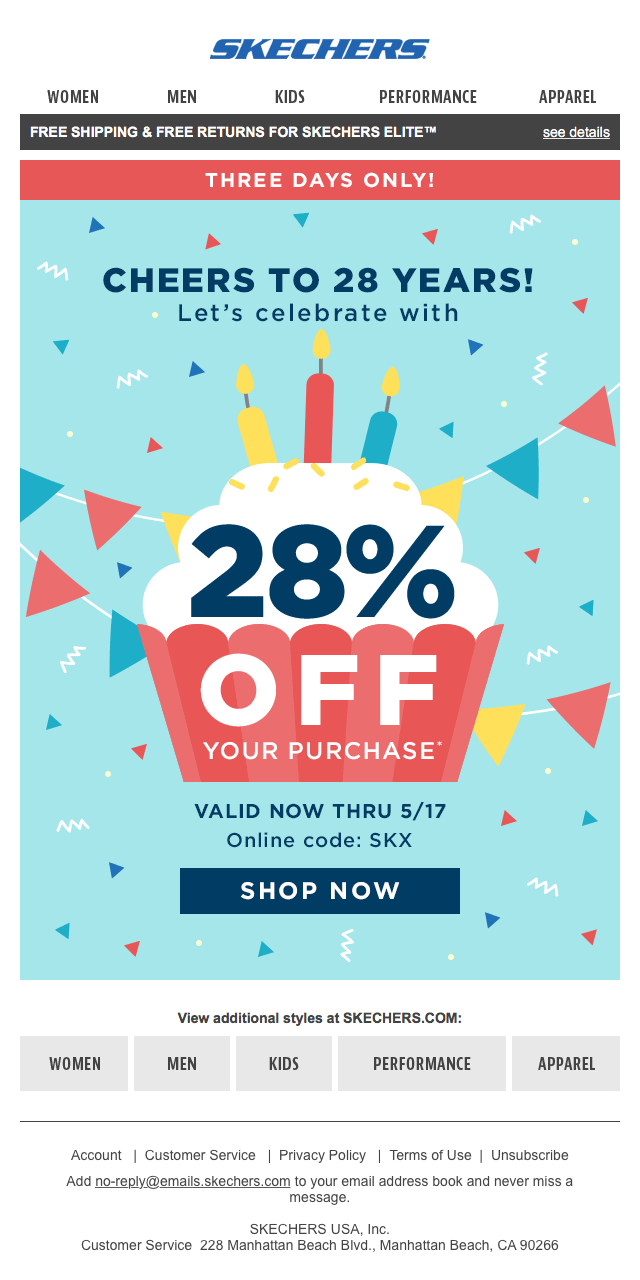 SKECHERS
WOMEN MEN KIDS PERFORMANCE APPAREL
FREE SHIPPING & FREE RETURNS FOR SKECHERS ELITE™ see details
THREE DAYS ONLY!
CHEERS TO 28 YEARS!
Let's celebrate with
28%
OFF
YOUR PURCHASE*
VALID NOW THRU 5/17
Online code: SKX
SHOP NOW
View additional styles at SKECHERS.COM:
WOMEN MEN KIDS PERFORMANCE APPAREL
Account | Customer Service | Privacy Policy | Terms of Use | Unsubscribe
Add no-reply@emails.skechers.com to your email address book and never miss a
message.
SKECHERS USA, Inc.
Customer Service 228 Manhattan Beach Blvd., Manhattan Beach, CA 90266